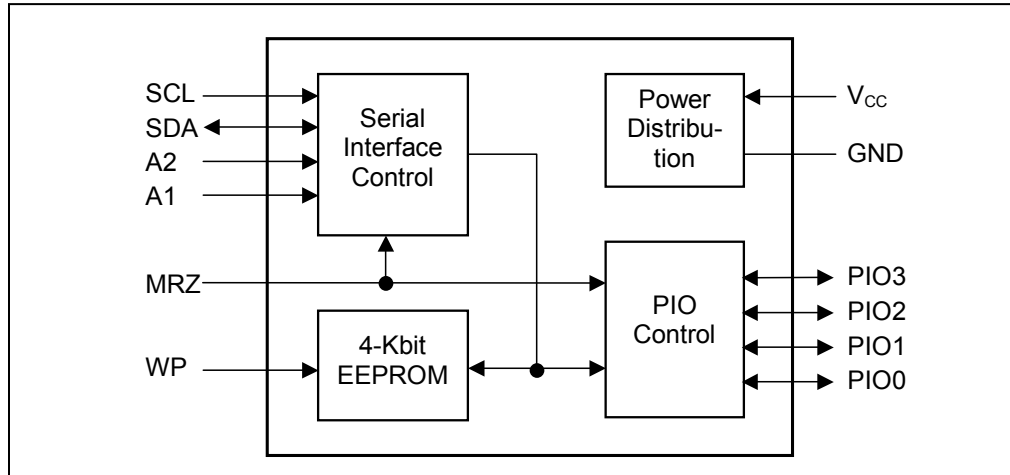 SCL
SDA
A2
A1
MRZ
WP
Serial
Interface
Control
4-Kbit
EEPROM
Power
Distribu-
tion
PIO
Control
VCC
GND
PIO3
PIO2
PIO1
PIO0